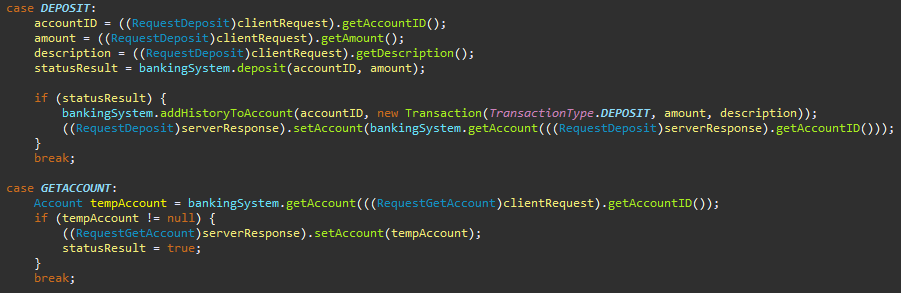 case DEPOSIT:
    accountID = ((RequestDeposit)clientRequest).getAccountID();
    amount = ((RequestDeposit)clientRequest).getAmount();
    description = ((RequestDeposit)clientRequest).getDescription();
    statusResult = bankingSystem.deposit(accountID, amount);

    if (statusResult) {
        bankingSystem.addHistoryToAccount(accountID, new Transaction(TransactionType.DEPOSIT, amount, description));
        ((RequestDeposit)serverResponse).setAccount(bankingSystem.getAccount(((RequestDeposit)serverResponse).getAccountID()));
    }
    break;

case GETACCOUNT:
    Account tempAccount = bankingSystem.getAccount(((RequestGetAccount)clientRequest).getAccountID());
    if (tempAccount != null) {
        ((RequestGetAccount)serverResponse).setAccount(tempAccount);
        statusResult = true;
    }
    break;